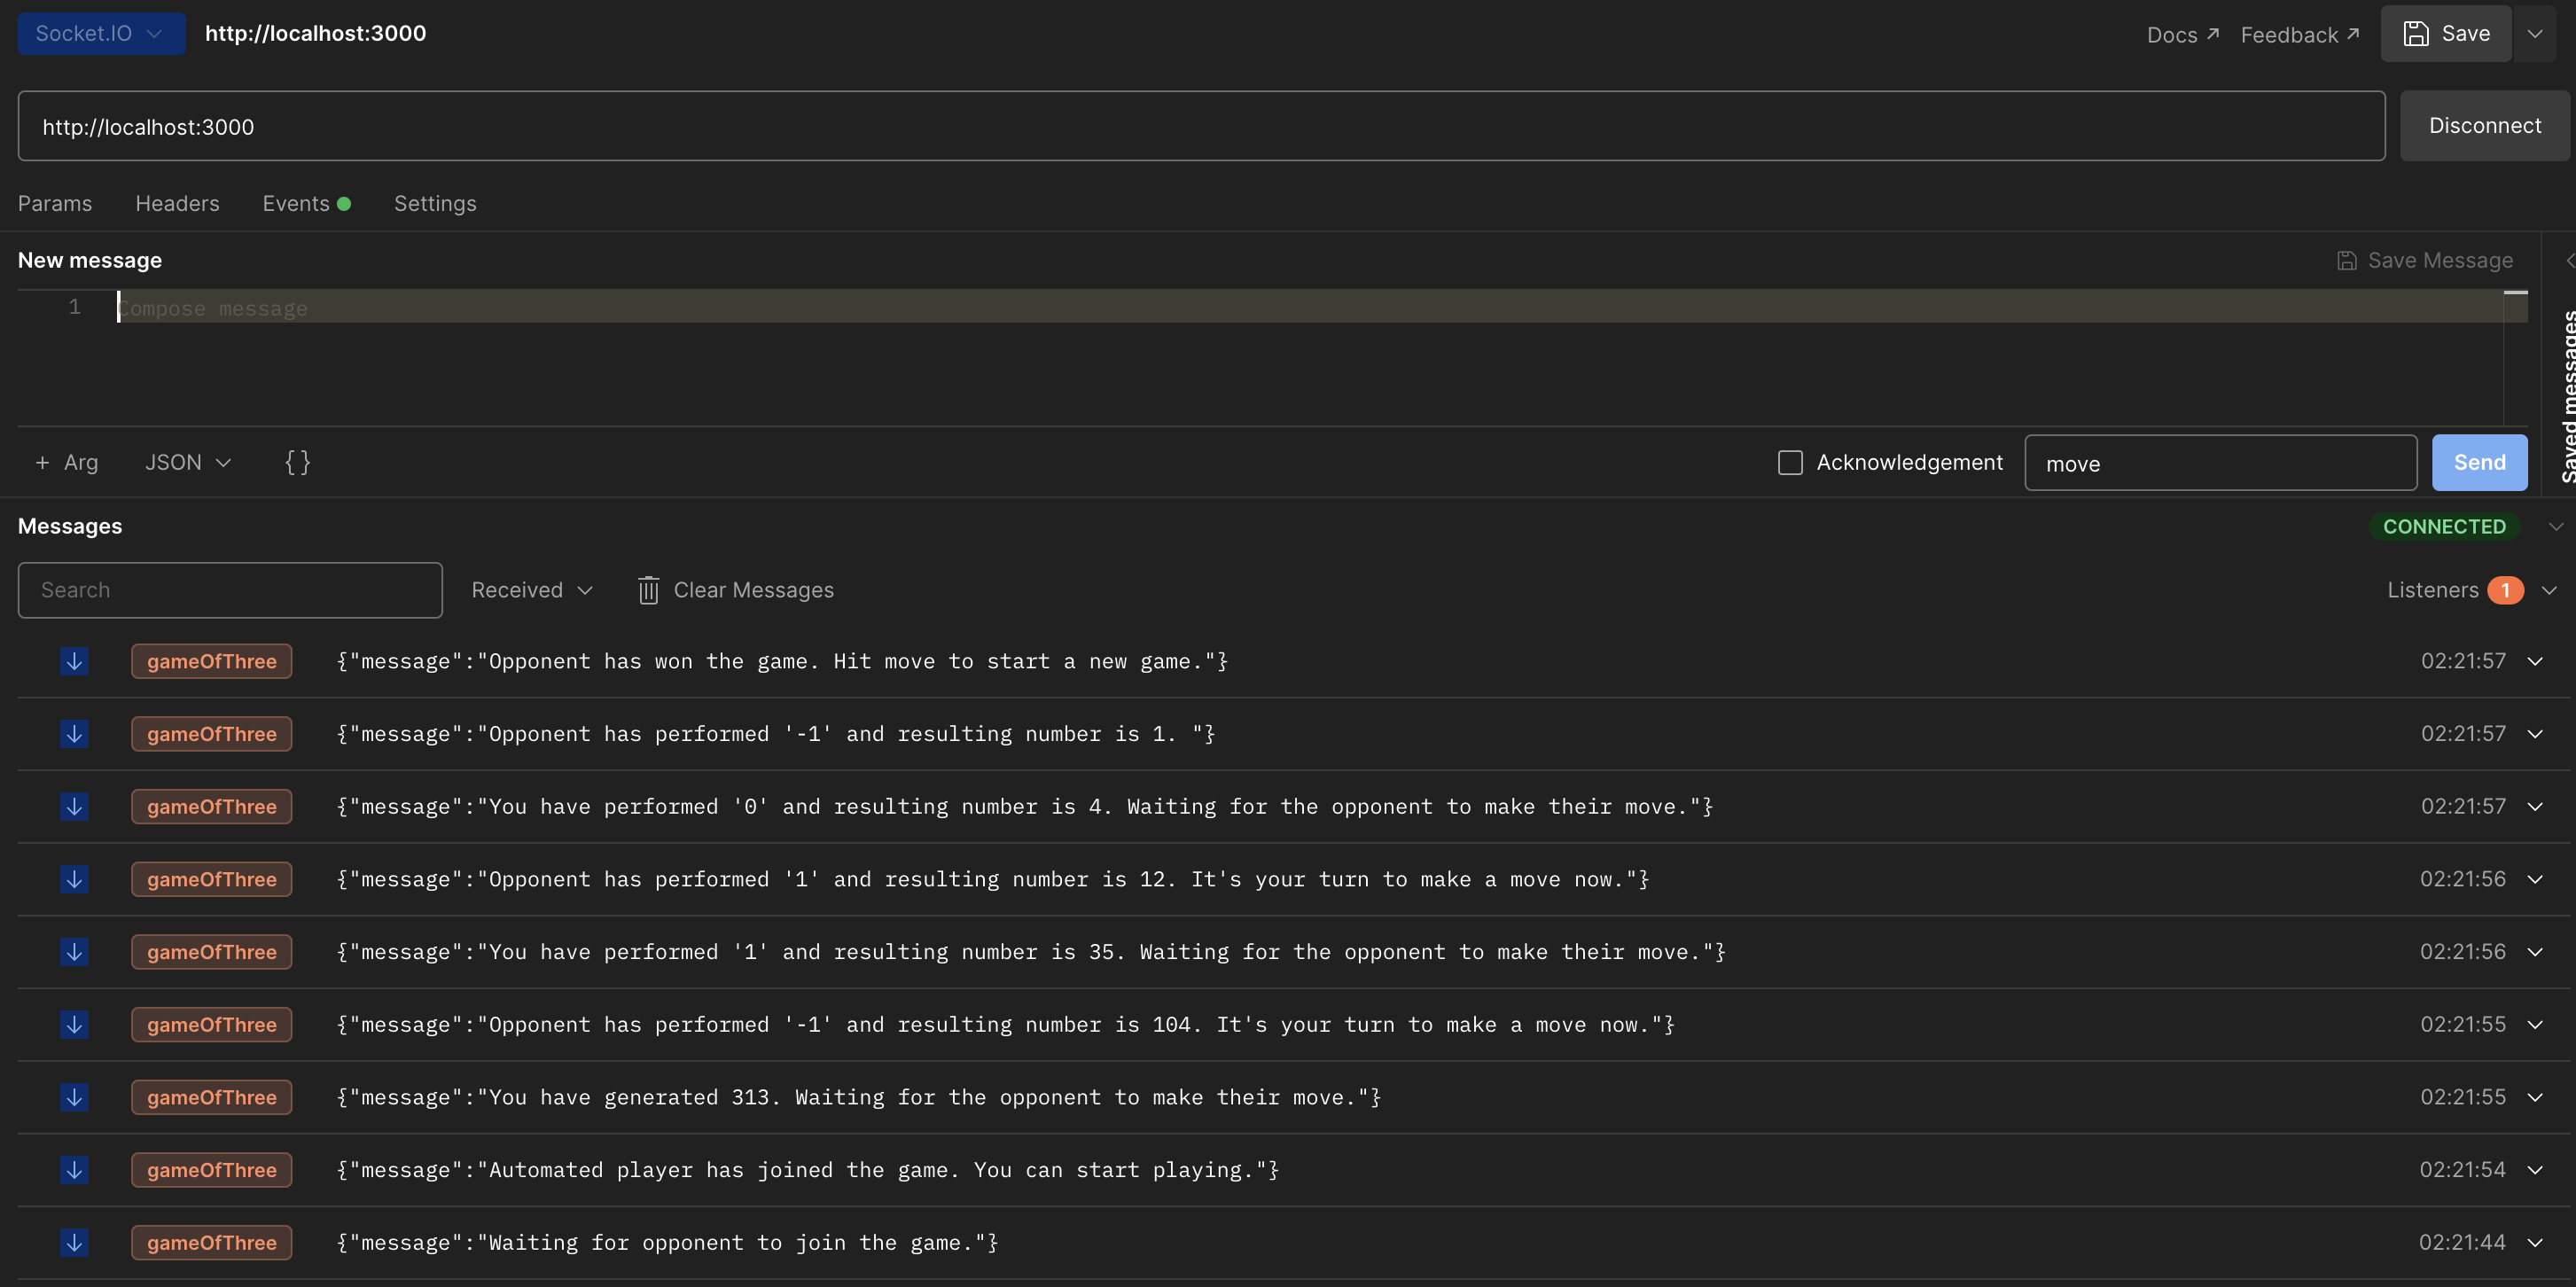 Socket.IO http://localhost:3000 Docs ↗ Feedback ↗ Save
http://localhost:3000 Disconnect
Params Headers Events Settings
New message Save Message
1 Compose message
Saved messages
+ Arg JSON {} Acknowledgement move Send
Messages CONNECTED
Search Received Clear Messages Listeners 1
gameOfThree {"message":"Opponent has won the game. Hit move to start a new game."} 02:21:57
gameOfThree {"message":"Opponent has performed '-1' and resulting number is 1. "} 02:21:57
gameOfThree {"message":"You have performed '0' and resulting number is 4. Waiting for the opponent to make their move."} 02:21:57
gameOfThree {"message":"Opponent has performed '1' and resulting number is 12. It's your turn to make a move now."} 02:21:56
gameOfThree {"message":"You have performed '1' and resulting number is 35. Waiting for the opponent to make their move."} 02:21:56
gameOfThree {"message":"Opponent has performed '-1' and resulting number is 104. It's your turn to make a move now."} 02:21:55
gameOfThree {"message":"You have generated 313. Waiting for the opponent to make their move."} 02:21:55
gameOfThree {"message":"Automated player has joined the game. You can start playing."} 02:21:54
gameOfThree {"message":"Waiting for opponent to join the game."} 02:21:44